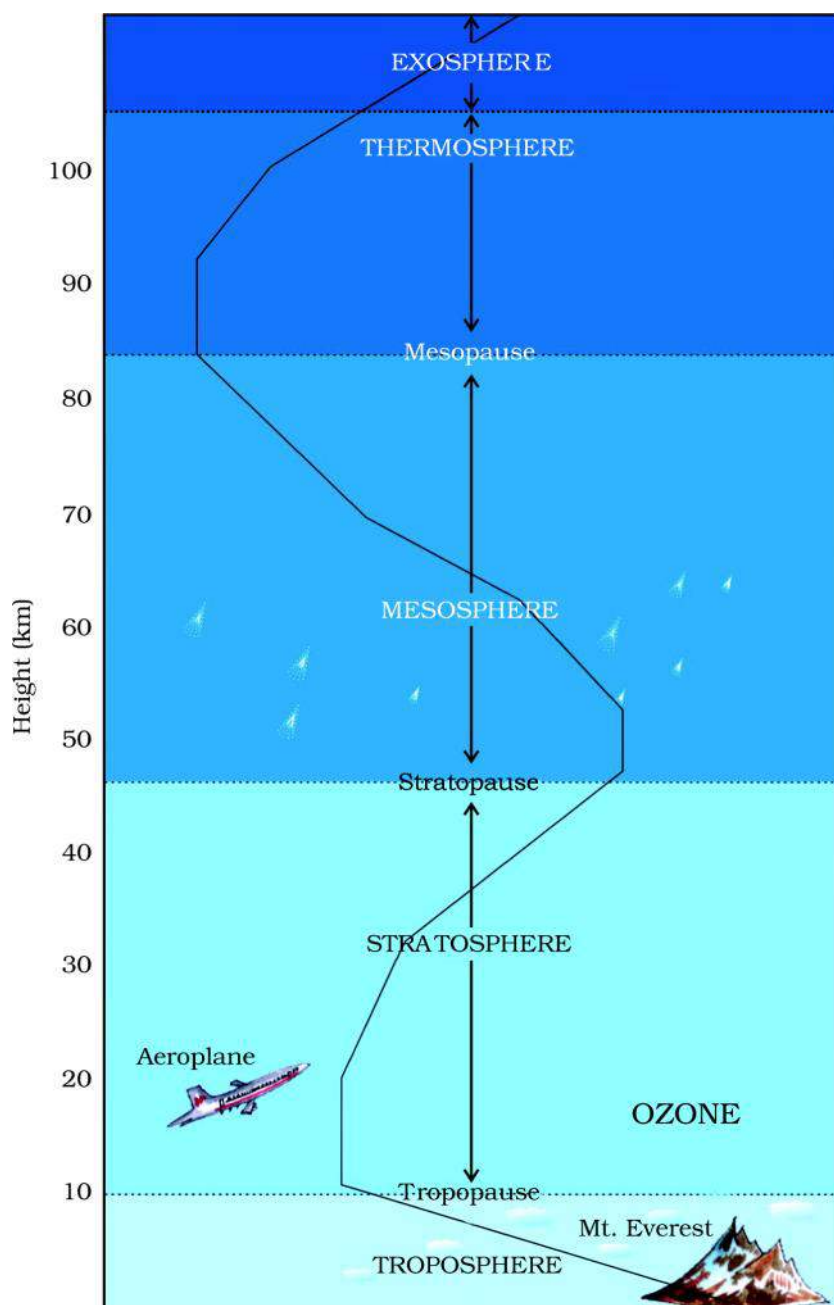 EXOSPHERE
THERMOSPHERE
100
90
Mesopause
80
70
MESOSPHERE
60
Height (km)
50
Stratopause
40
STRATOSPHERE
30
Aeroplane
20
OZONE
10
Tropopause
Mt. Everest
TROPOSPHERE